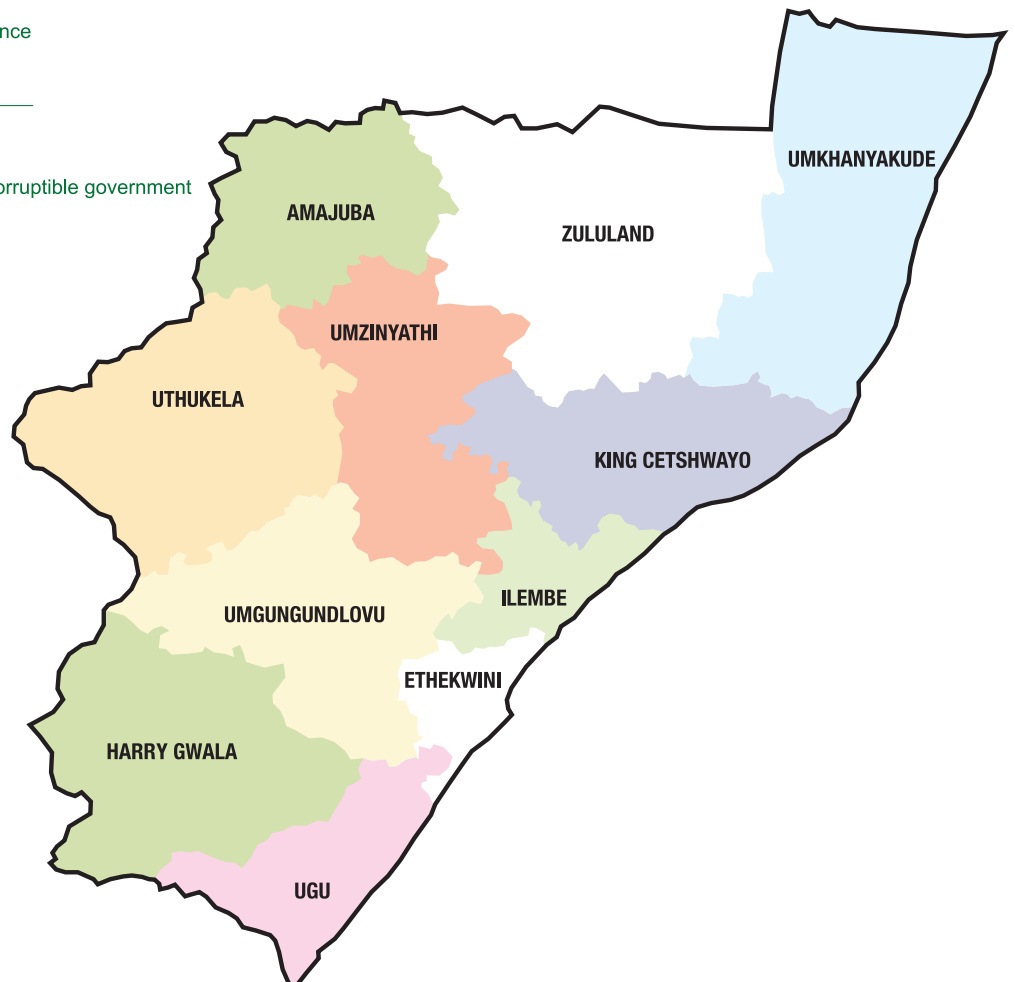 nce
orruptible government
UMKHANYAKUDE
AMAJUBA
ZULULAND
UMZINYATHI
UTHUKELA
KING CETSHWAYO
ILEMBE
UMGUNGUNDLOVU
ETHEKWINI
HARRY GWALA
UGU